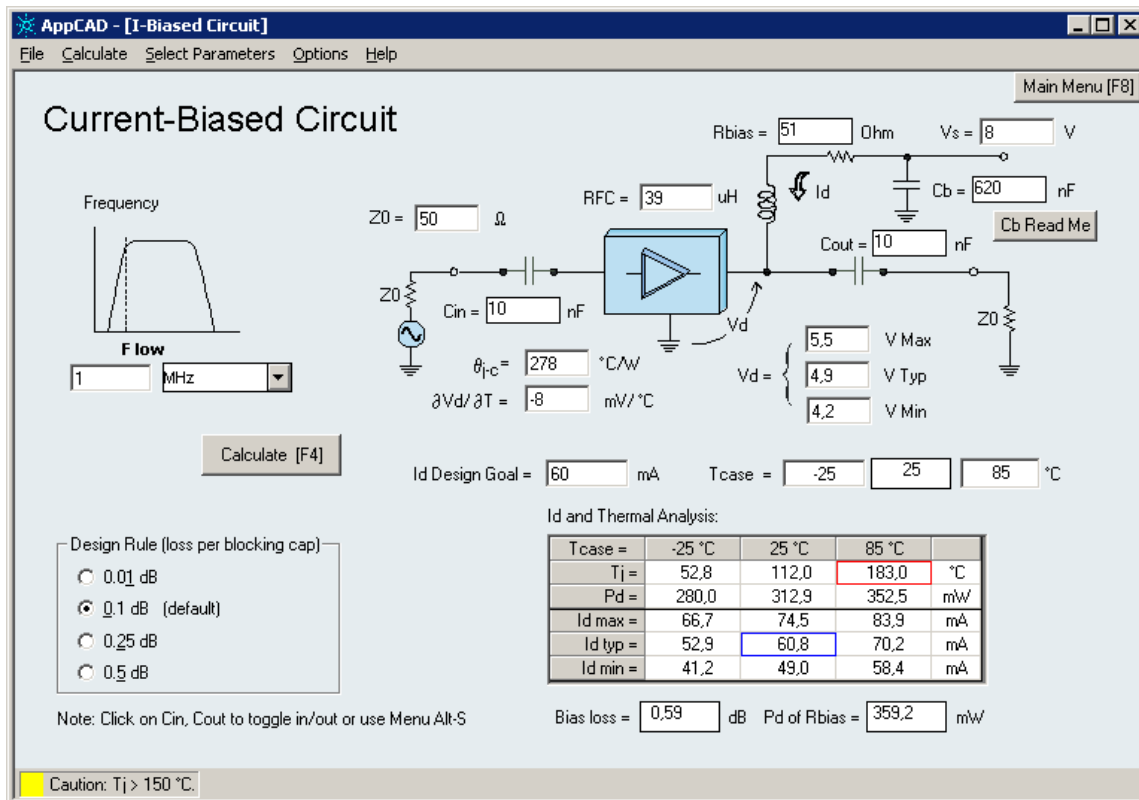 AppCAD - [I-Biased Circuit]
File Calculate Select Parameters Options Help
Main Menu [F8]
Current-Biased Circuit
Rbias = 51 Ohm Vs = 8 V
Id
RFC = 39 uH
Cb = 620 nF
Cb Read Me
Frequency
Z0 = 50 Ω
Cout = 10 nF
Z0
Cin = 10 nF
Vd
Z0
F low
1 MHz
θj-c = 278 °C/W
∂Vd/∂T = -8 mV/°C
Vd =
5,5 V Max
4,9 V Typ
4,2 V Min
Calculate [F4]
Id Design Goal = 60 mA Tcase = -25 25 85 °C
Id and Thermal Analysis:
Tcase = -25 °C 25 °C 85 °C
Tj = 52,8 112,0 183,0 °C
Pd = 280,0 312,9 352,5 mW
Id max = 66,7 74,5 83,9 mA
Id typ = 52,9 60,8 70,2 mA
Id min = 41,2 49,0 58,4 mA
Design Rule (loss per blocking cap)
0.01 dB
0.1 dB (default)
0.25 dB
0.5 dB
Note: Click on Cin, Cout to toggle in/out or use Menu Alt-S
Bias loss = 0,59 dB Pd of Rbias = 359,2 mW
Caution: Tj > 150 °C.